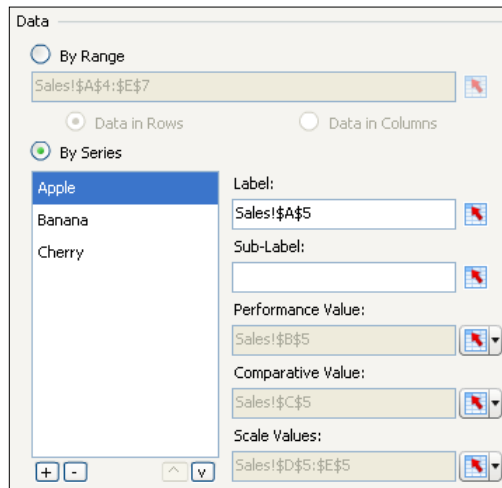 Data
By Range
Sales!$A$4:$E$7
Data in Rows Data in Columns
By Series
Apple
Banana
Cherry
+ - ^ v
Label:
Sales!$A$5
Sub-Label:
Performance Value:
Sales!$B$5
Comparative Value:
Sales!$C$5
Scale Values:
Sales!$D$5:$E$5